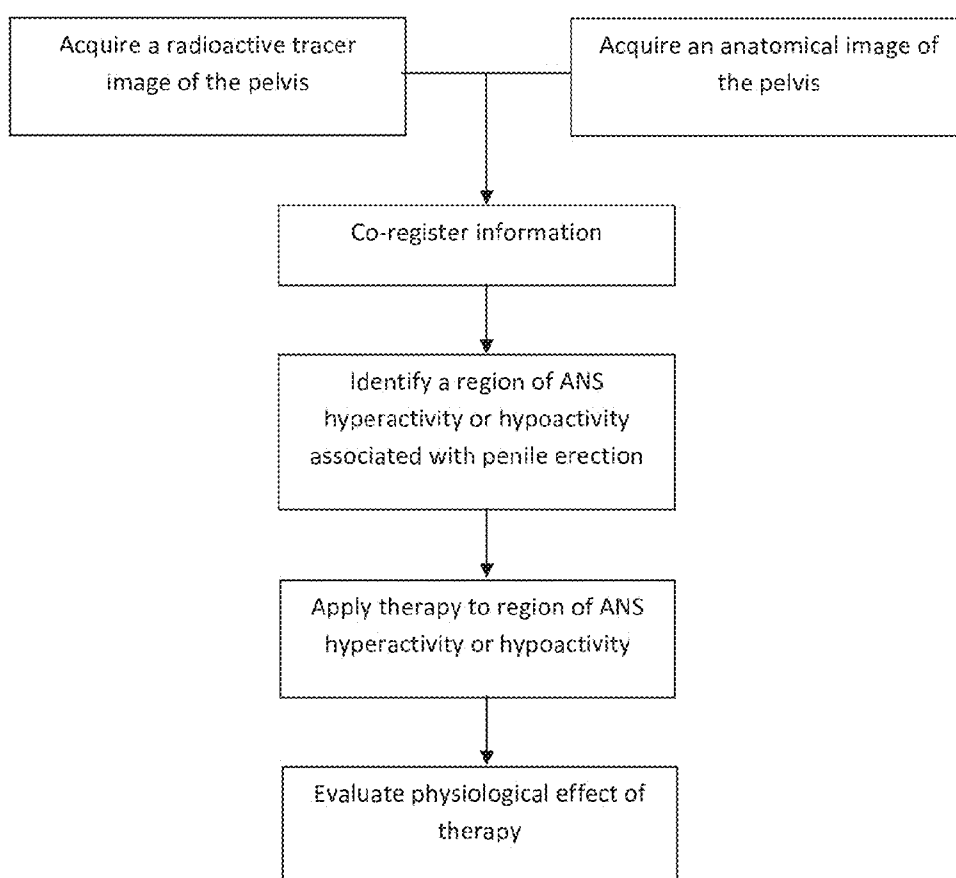 Acquire a radioactive tracer
image of the pelvis
Acquire an anatomical image of
the pelvis
Co-register information
Identify a region of ANS
hyperactivity or hypoactivity
associated with penile erection
Apply therapy to region of ANS
hyperactivity or hypoactivity
Evaluate physiological effect of
therapy